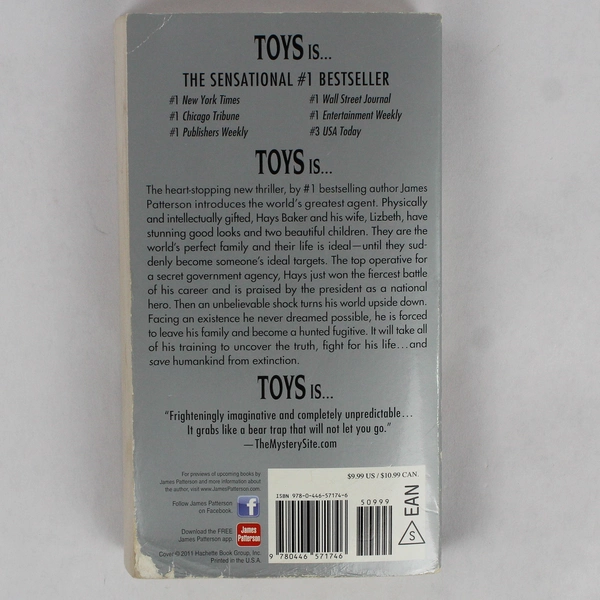 TOYS IS...
THE SENSATIONAL #1 BESTSELLER
#1 New York Times #1 Wall Street Journal
#1 Chicago Tribune #1 Entertainment Weekly
#1 Publishers Weekly #3 USA Today
TOYS IS...
The heart-stopping new thriller, by #1 bestselling author James
Patterson introduces the world's greatest agent. Physically
and intellectually gifted, Hays Baker and his wife, Lizbeth, have
stunning good looks and two beautiful children. They are the
world's perfect family and their life is ideal—until they sud-
denly become someone's ideal targets. The top operative for
a secret government agency, Hays just won the fiercest battle
of his career and is praised by the president as a national
hero. Then an unbelievable shock turns his world upside down.
Facing an existence he never dreamed possible, he is forced
to leave his family and become a hunted fugitive. It will take all
of his training to uncover the truth, fight for his life...and
save humankind from extinction.
TOYS IS...
"Frighteningly imaginative and completely unpredictable...
It grabs like a bear trap that will not let you go."
—TheMysterySite.com
For previews of upcoming books by
James Patterson and more information about
the author, visit www.JamesPatterson.com
Follow James Patterson
on Facebook.
f
Download the FREE
James Patterson app.
James
Patterson
Cover © 2011 Hachette Book Group, Inc.
Printed in the U.S.A.
$9.99 US / $10.99 CAN.
ISBN 978-0-446-57174-6
50999
9 780446 571746
S
EAN